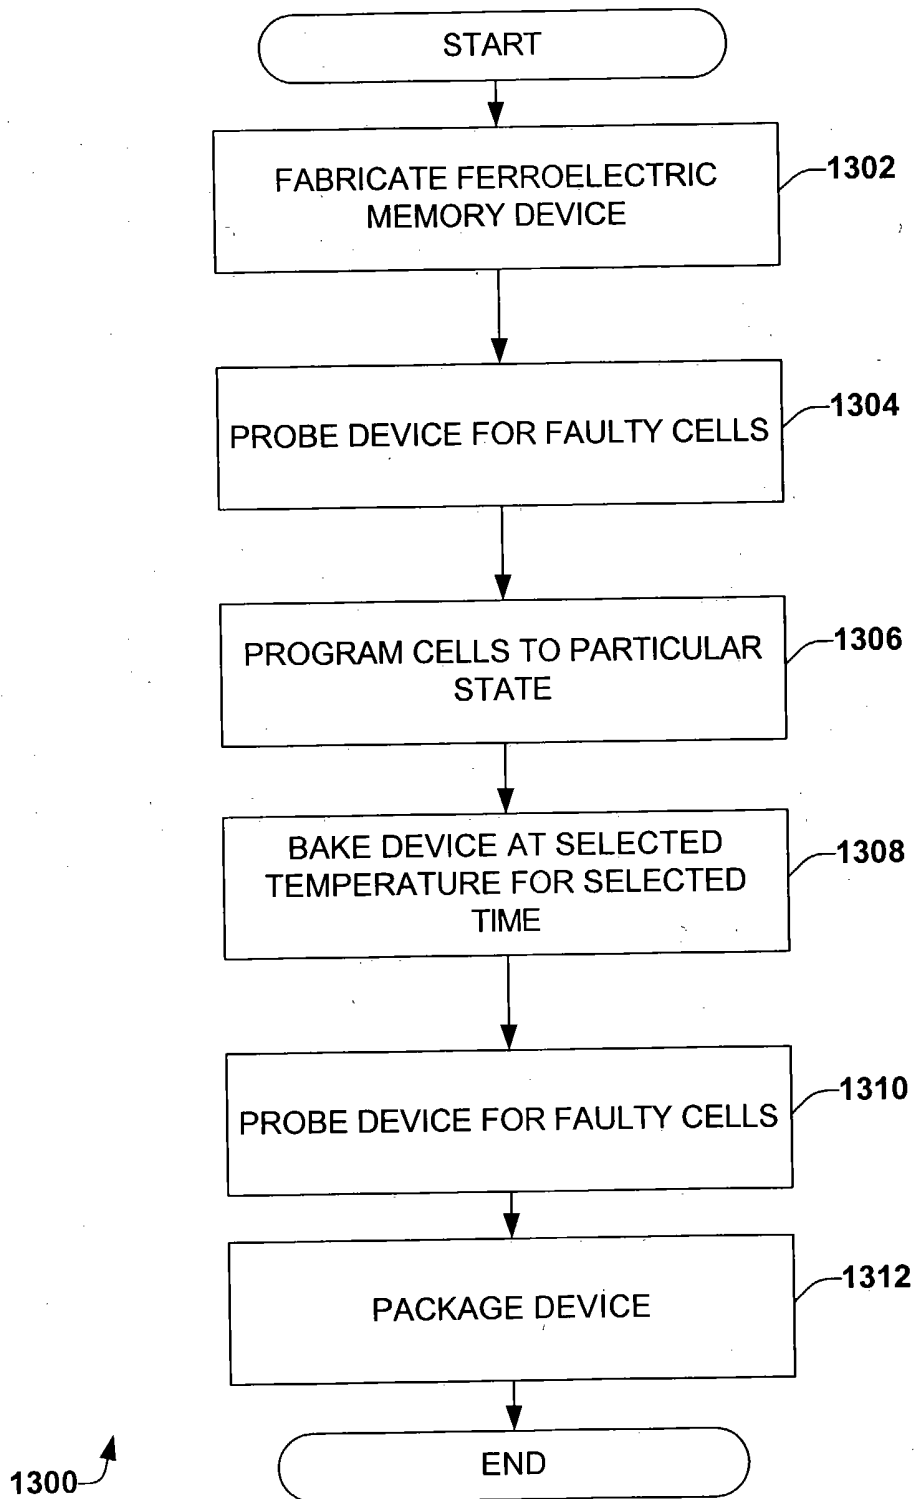 START
FABRICATE FERROELECTRIC
MEMORY DEVICE
1302
PROBE DEVICE FOR FAULTY CELLS
1304
PROGRAM CELLS TO PARTICULAR
STATE
1306
BAKE DEVICE AT SELECTED
TEMPERATURE FOR SELECTED
TIME
1308
PROBE DEVICE FOR FAULTY CELLS
1310
PACKAGE DEVICE
1312
END
1300